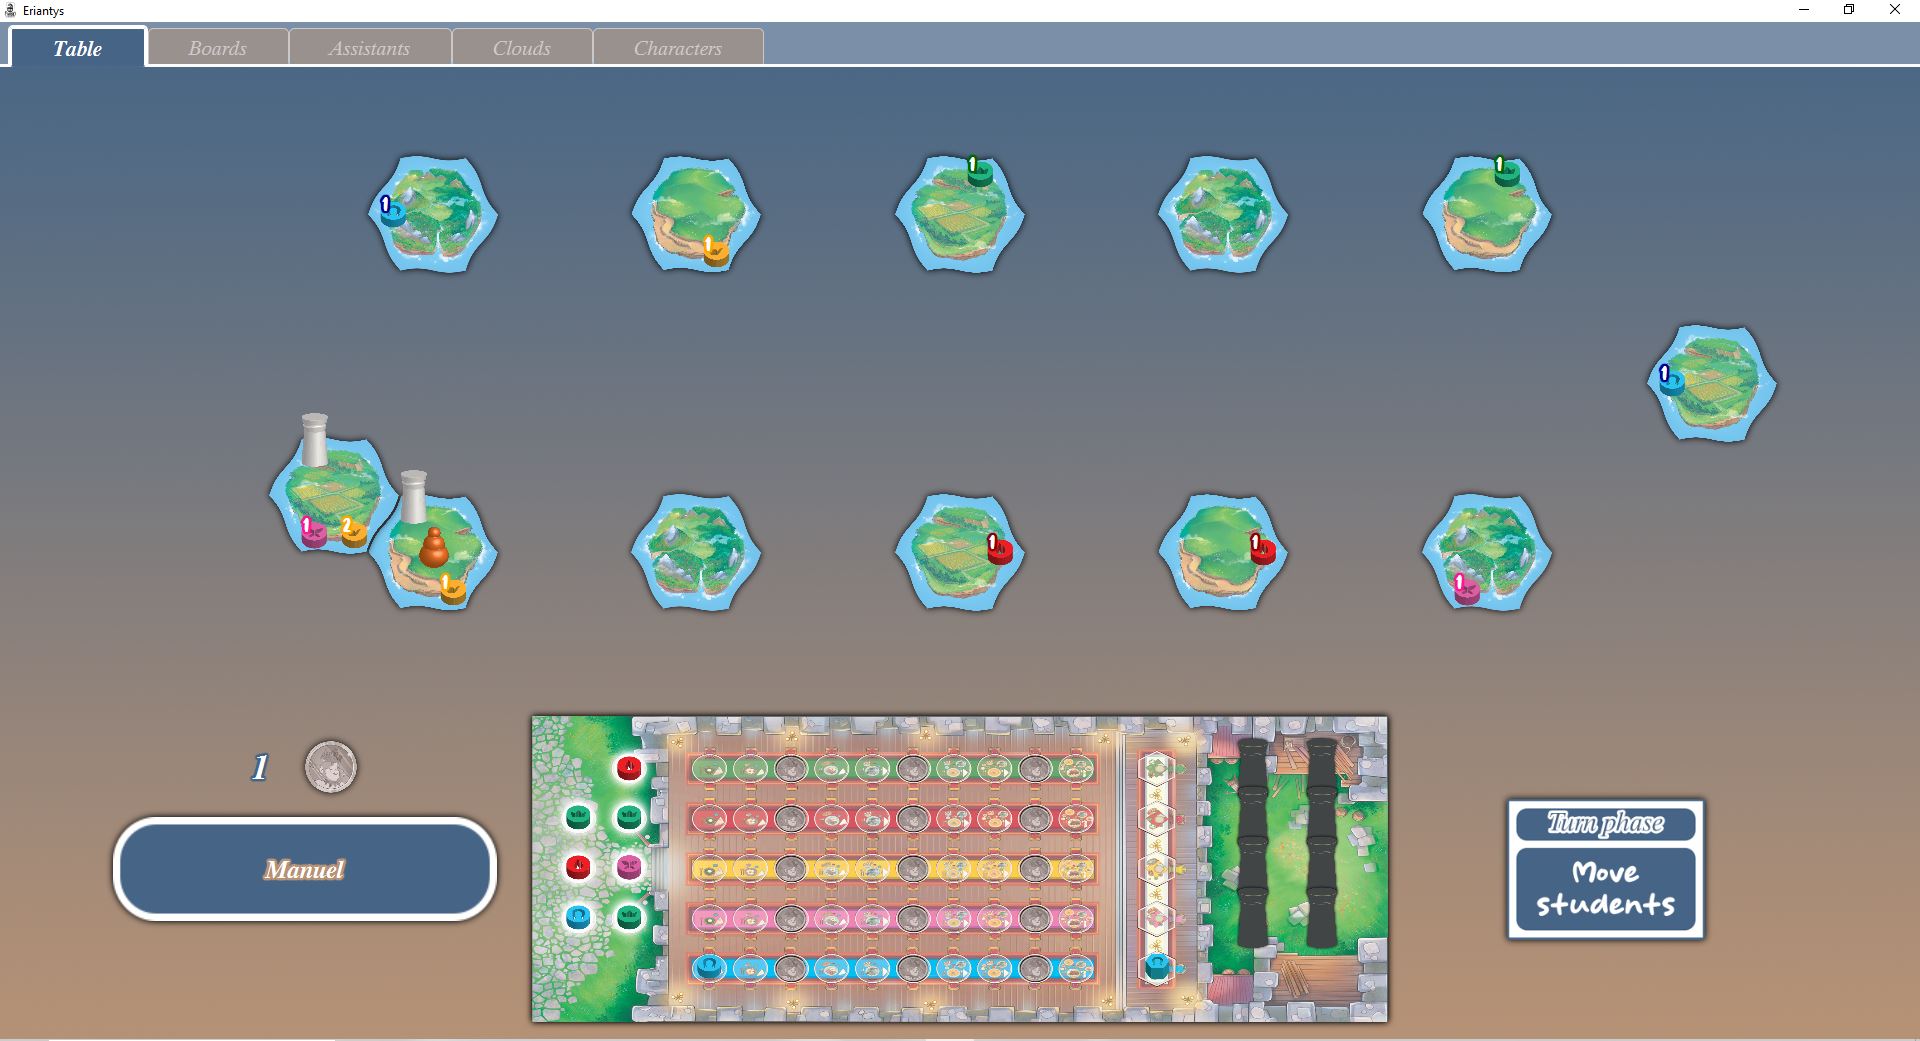 Eriantys
Table
Boards
Assistants
Clouds
Characters
1
1
1
1
1
1
1
2
1
1
1
1
1
Manuel
Turn phase
Move
students